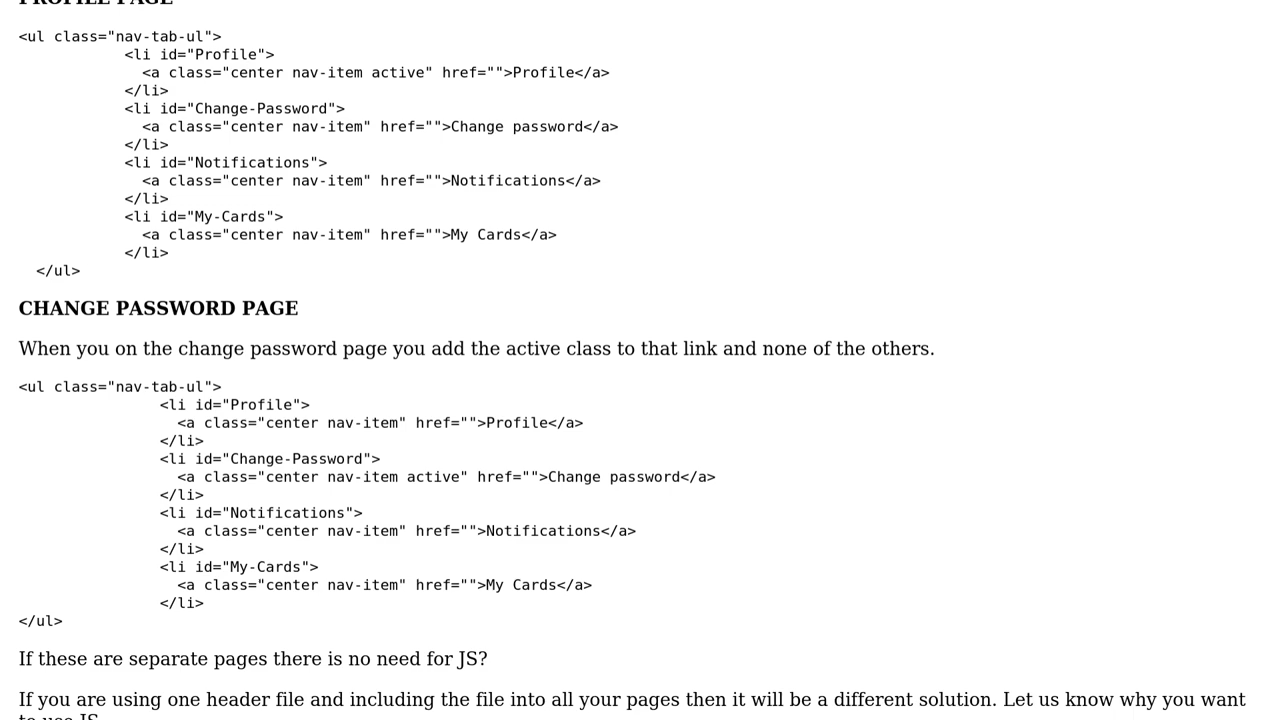 PROFILE PAGE
<ul class="nav-tab-ul">
            <li id="Profile">
              <a class="center nav-item active" href="">Profile</a>
            </li>
            <li id="Change-Password">
              <a class="center nav-item" href="">Change password</a>
            </li>
            <li id="Notifications">
              <a class="center nav-item" href="">Notifications</a>
            </li>
            <li id="My-Cards">
              <a class="center nav-item" href="">My Cards</a>
            </li>
  </ul>
CHANGE PASSWORD PAGE
When you on the change password page you add the active class to that link and none of the others.
<ul class="nav-tab-ul">
                <li id="Profile">
                  <a class="center nav-item" href="">Profile</a>
                </li>
                <li id="Change-Password">
                  <a class="center nav-item active" href="">Change password</a>
                </li>
                <li id="Notifications">
                  <a class="center nav-item" href="">Notifications</a>
                </li>
                <li id="My-Cards">
                  <a class="center nav-item" href="">My Cards</a>
                </li>
</ul>
If these are separate pages there is no need for JS?
If you are using one header file and including the file into all your pages then it will be a different solution. Let us know why you want
to use JS